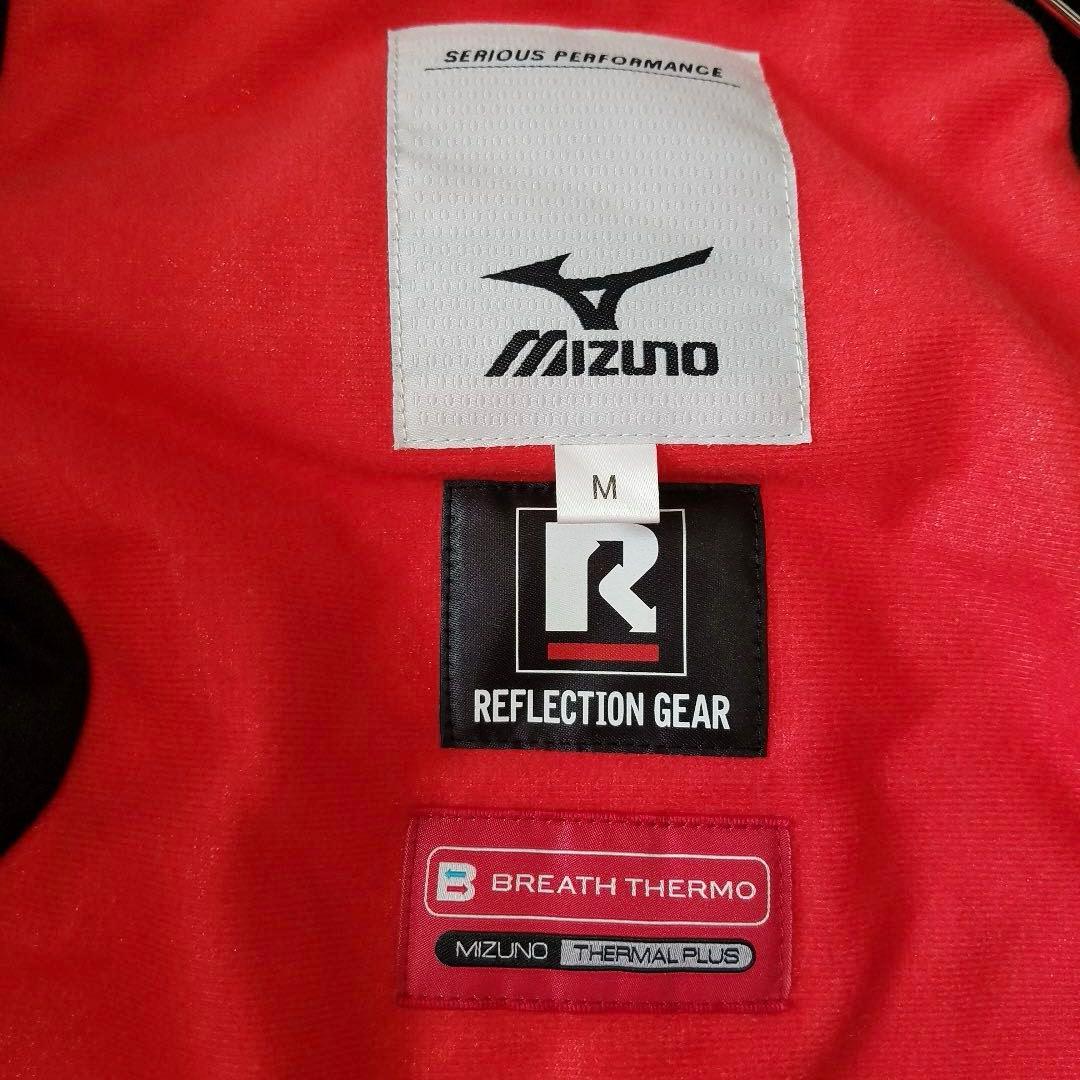 SERIOUS PERFORMANCE
MIZUNO
M
R
REFLECTION GEAR
B BREATH THERMO
MIZUNO THERMAL PLUS